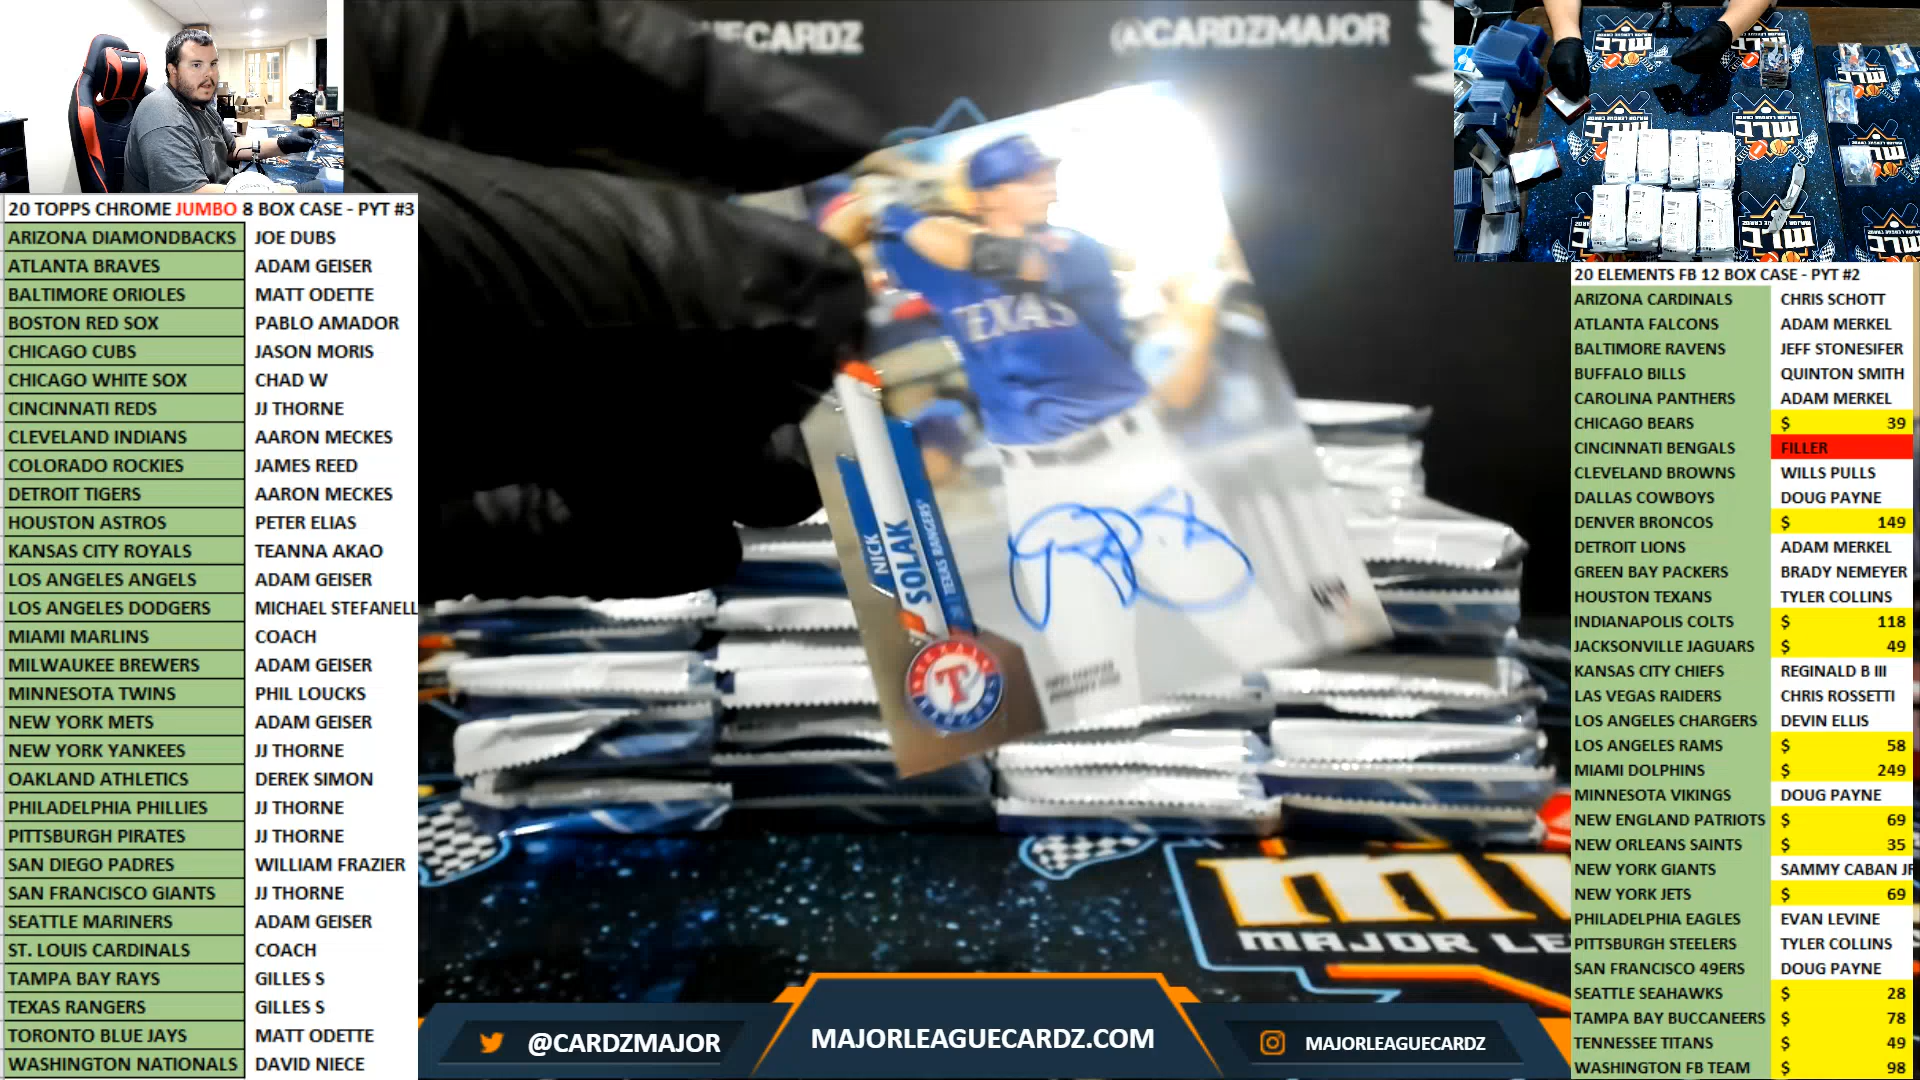 UECARDZ
@CARDZMAJOR
20 TOPPS CHROME JUMBO 8 BOX CASE - PYT #3
ARIZONA DIAMONDBACKS JOE DUBS
ATLANTA BRAVES ADAM GEISER
BALTIMORE ORIOLES MATT ODETTE
BOSTON RED SOX PABLO AMADOR
CHICAGO CUBS JASON MORIS
CHICAGO WHITE SOX CHAD W
CINCINNATI REDS JJ THORNE
CLEVELAND INDIANS AARON MECKES
COLORADO ROCKIES JAMES REED
DETROIT TIGERS AARON MECKES
HOUSTON ASTROS PETER ELIAS
KANSAS CITY ROYALS TEANNA AKAO
LOS ANGELES ANGELS ADAM GEISER
LOS ANGELES DODGERS MICHAEL STEFANELL
MIAMI MARLINS COACH
MILWAUKEE BREWERS ADAM GEISER
MINNESOTA TWINS PHIL LOUCKS
NEW YORK METS ADAM GEISER
NEW YORK YANKEES JJ THORNE
OAKLAND ATHLETICS DEREK SIMON
PHILADELPHIA PHILLIES JJ THORNE
PITTSBURGH PIRATES JJ THORNE
SAN DIEGO PADRES WILLIAM FRAZIER
SAN FRANCISCO GIANTS JJ THORNE
SEATTLE MARINERS ADAM GEISER
ST. LOUIS CARDINALS COACH
TAMPA BAY RAYS GILLES S
TEXAS RANGERS GILLES S
TORONTO BLUE JAYS MATT ODETTE
WASHINGTON NATIONALS DAVID NIECE
TEXAS
NICK
SOLAK
TEXAS RANGERS
TEXAS
T
RANGERS
MAJOR LE
@CARDZMAJOR
MAJORLEAGUECARDZ.COM
MAJORLEAGUECARDZ
20 ELEMENTS FB 12 BOX CASE - PYT #2
ARIZONA CARDINALS CHRIS SCHOTT
ATLANTA FALCONS ADAM MERKEL
BALTIMORE RAVENS JEFF STONESIFER
BUFFALO BILLS QUINTON SMITH
CAROLINA PANTHERS ADAM MERKEL
CHICAGO BEARS $ 39
CINCINNATI BENGALS FILLER
CLEVELAND BROWNS WILLS PULLS
DALLAS COWBOYS DOUG PAYNE
DENVER BRONCOS $ 149
DETROIT LIONS ADAM MERKEL
GREEN BAY PACKERS BRADY NEMEYER
HOUSTON TEXANS TYLER COLLINS
INDIANAPOLIS COLTS $ 118
JACKSONVILLE JAGUARS $ 49
KANSAS CITY CHIEFS REGINALD B III
LAS VEGAS RAIDERS CHRIS ROSSETTI
LOS ANGELES CHARGERS DEVIN ELLIS
LOS ANGELES RAMS $ 58
MIAMI DOLPHINS $ 249
MINNESOTA VIKINGS DOUG PAYNE
NEW ENGLAND PATRIOTS $ 69
NEW ORLEANS SAINTS $ 35
NEW YORK GIANTS SAMMY CABAN JR
NEW YORK JETS $ 69
PHILADELPHIA EAGLES EVAN LEVINE
PITTSBURGH STEELERS TYLER COLLINS
SAN FRANCISCO 49ERS DOUG PAYNE
SEATTLE SEAHAWKS $ 28
TAMPA BAY BUCCANEERS $ 78
TENNESSEE TITANS $ 49
WASHINGTON FB TEAM $ 98